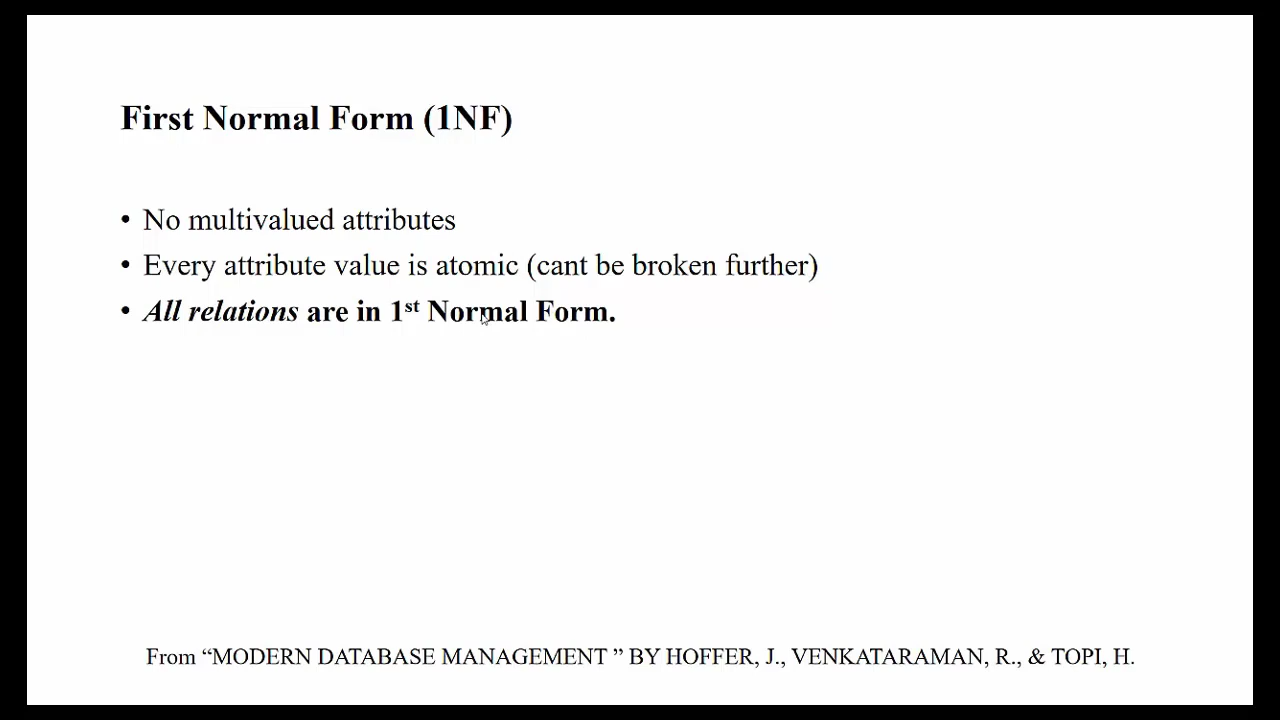 First Normal Form (1NF)
• No multivalued attributes
• Every attribute value is atomic (cant be broken further)
• All relations are in 1st Normal Form.
From “MODERN DATABASE MANAGEMENT ” BY HOFFER, J., VENKATARAMAN, R., & TOPI, H.